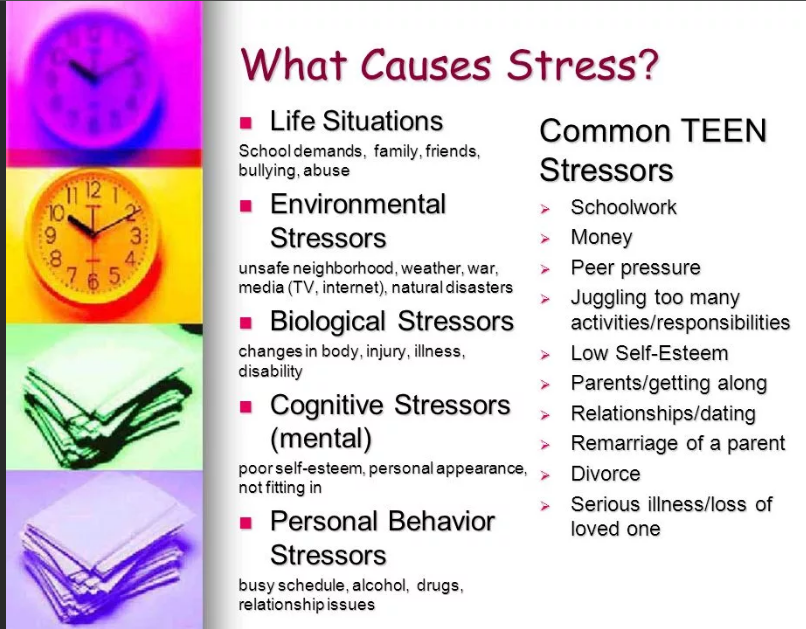 What Causes Stress?
Life Situations
School demands, family, friends,
bullying, abuse
Environmental
Stressors
unsafe neighborhood, weather, war,
media (TV, internet), natural disasters
Biological Stressors
changes in body, injury, illness,
disability
Cognitive Stressors
(mental)
poor self-esteem, personal appearance,
not fitting in
Personal Behavior
Stressors
busy schedule, alcohol, drugs,
relationship issues
Common TEEN
Stressors
Schoolwork
Money
Peer pressure
Juggling too many
activities/responsibilities
Low Self-Esteem
Parents/getting along
Relationships/dating
Remarriage of a parent
Divorce
Serious illness/loss of
loved one
12
1
2
3
4
5
6
7
8
9
10
11